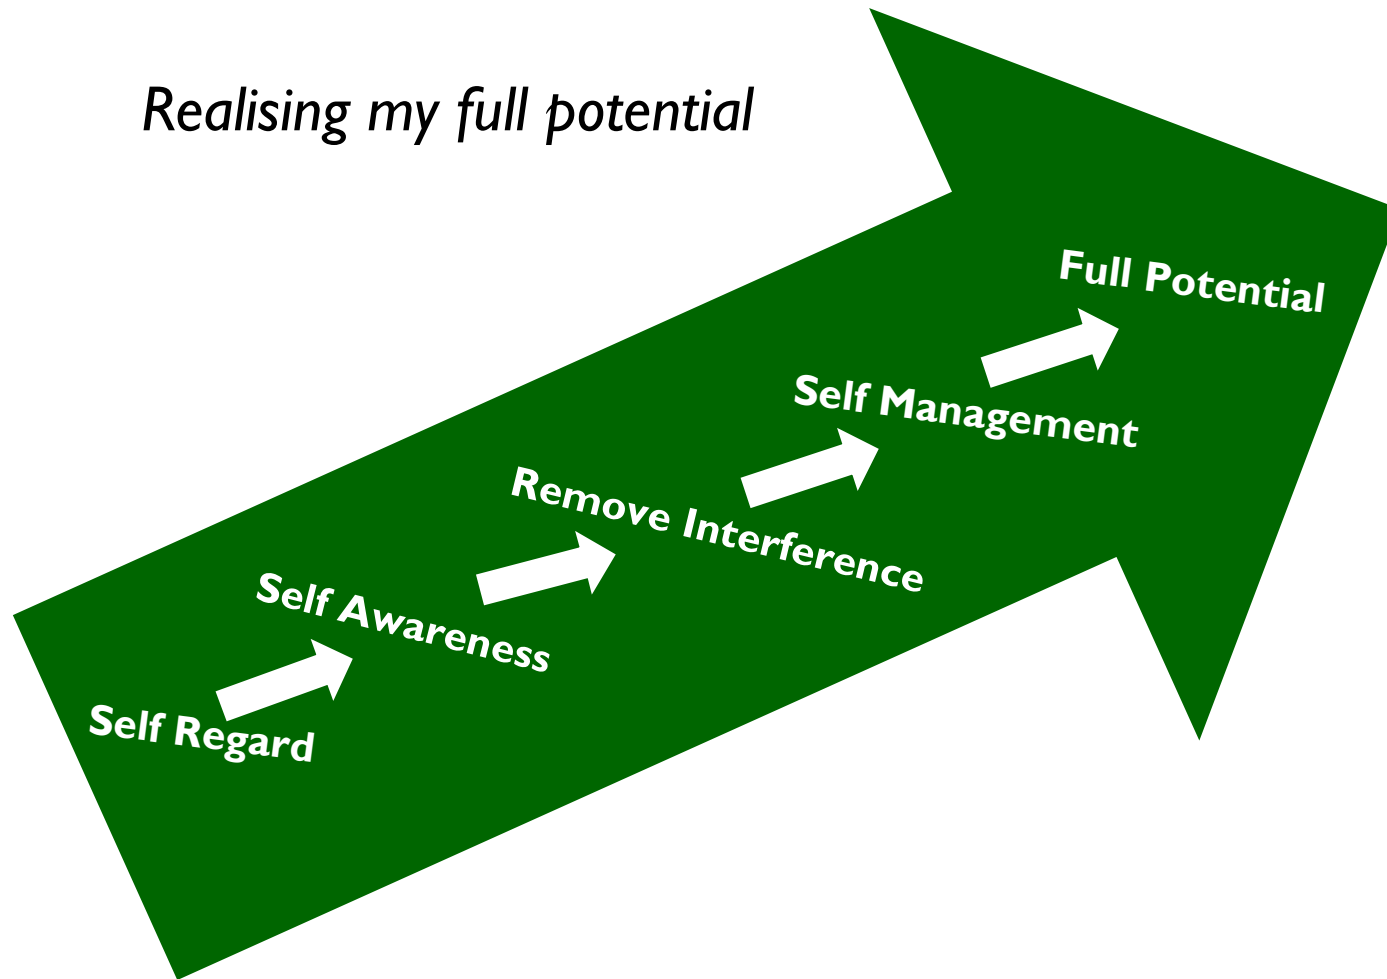 Realising my full potential
Full Potential
Self Management
Remove Interference
Self Awareness
Self Regard